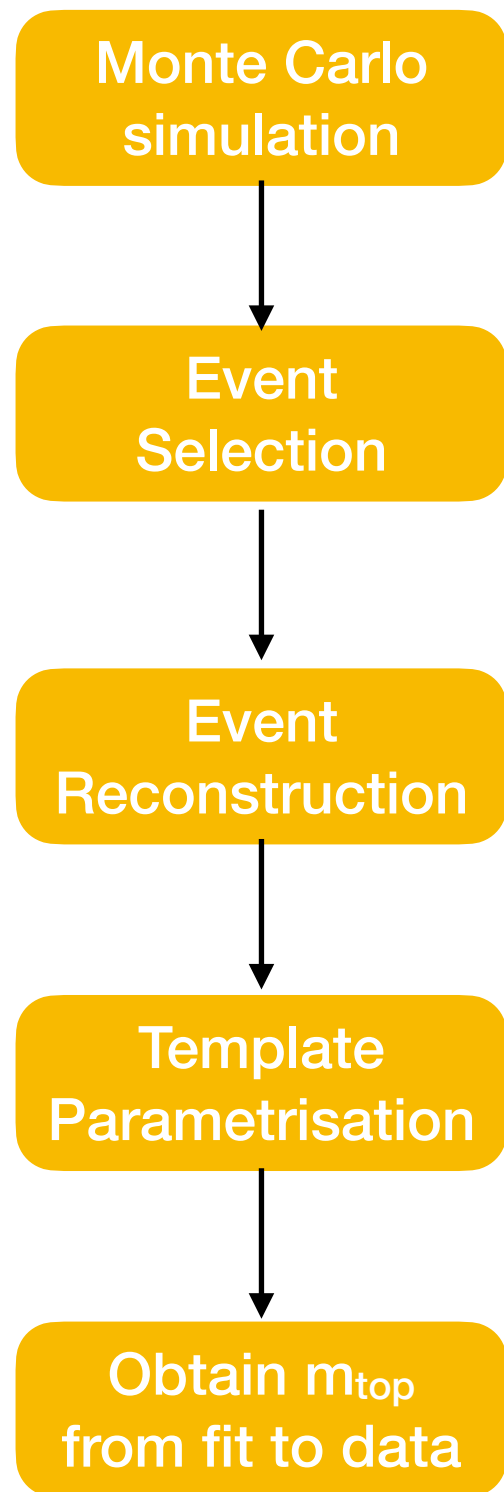 Monte Carlo
simulation
Event
Selection
Event
Reconstruction
Template
Parametrisation
Obtain mtop
from fit to data